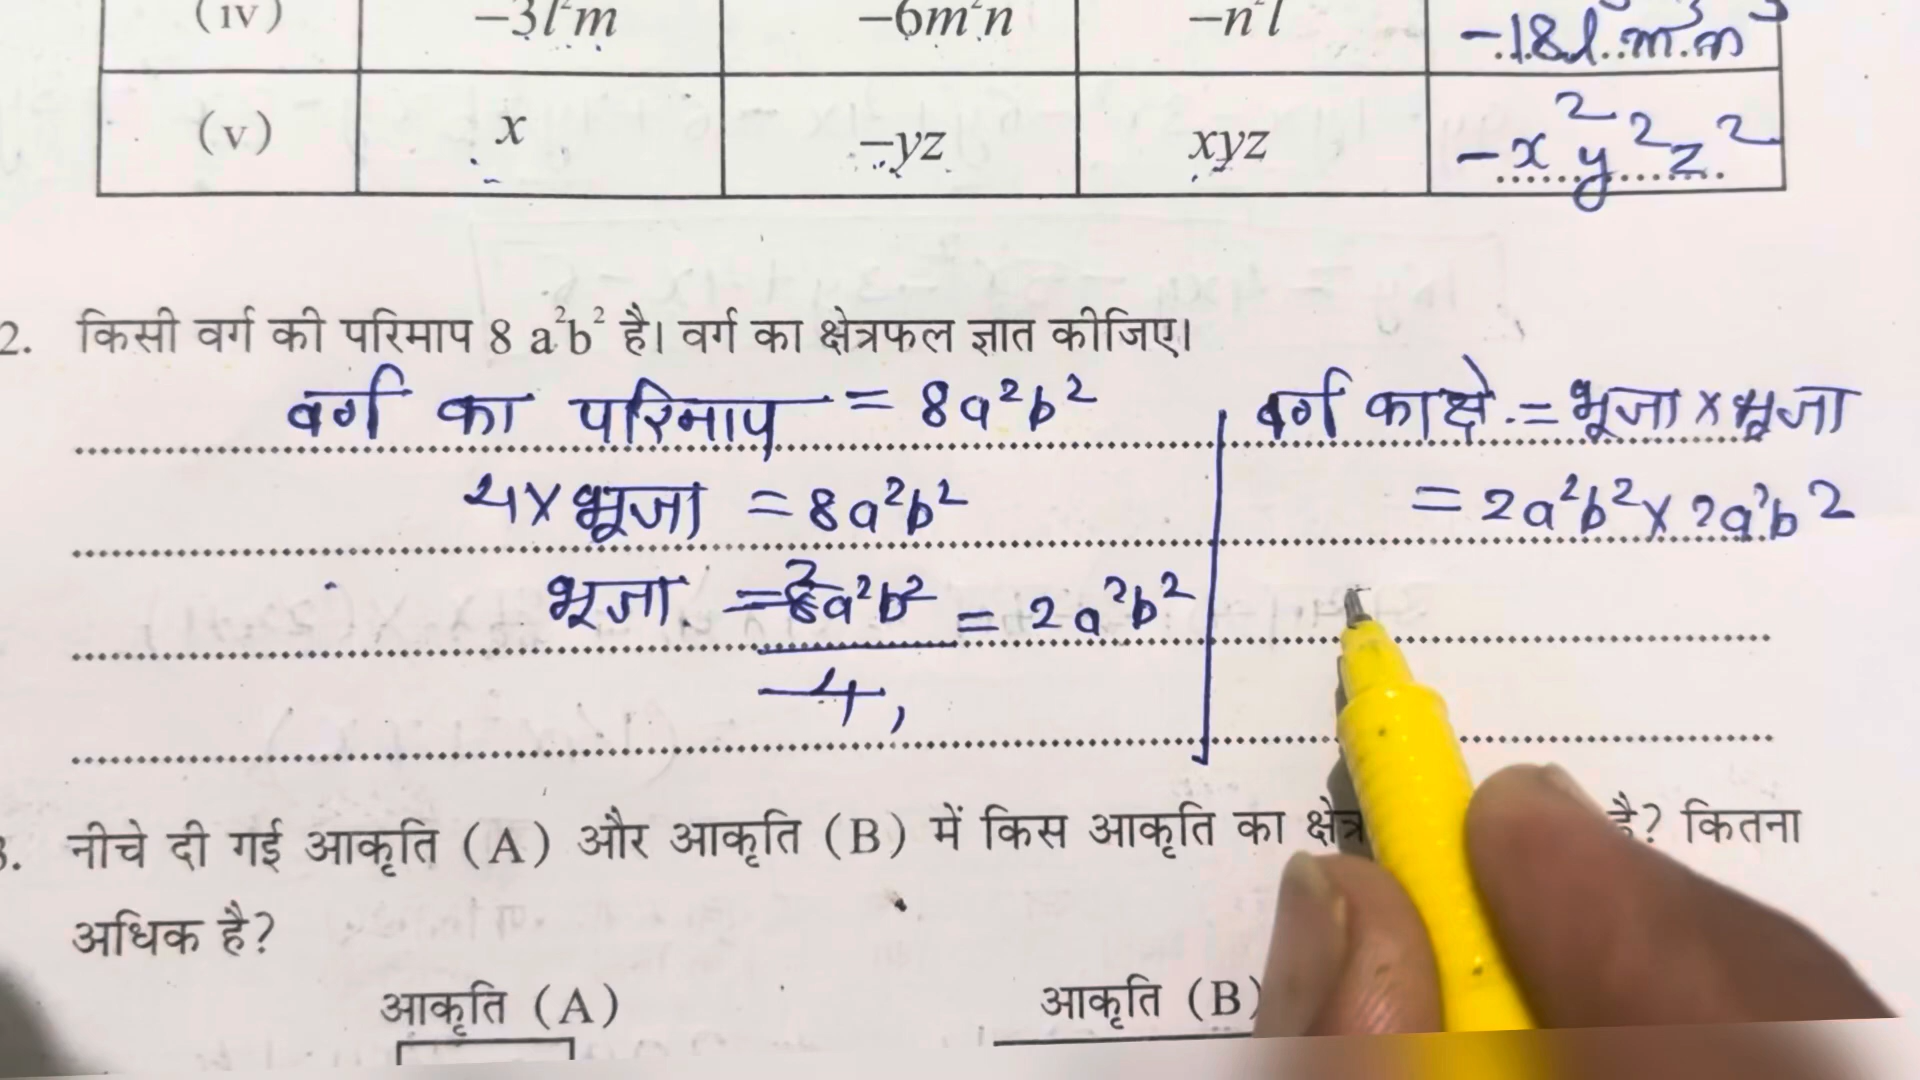 (iv) −3l²m −6m²n −n²l −18l³m³n³
(v) x −yz xyz −x²y²z²
2. किसी वर्ग की परिमाप 8 a²b² है। वर्ग का क्षेत्रफल ज्ञात कीजिए।
वर्ग का परिमाप = 8a²b²
4×भूजा = 8a²b²
भूजा = 8a²b² = 2a²b²
2
4,
वर्ग का क्षे. = भूजा × भूजा
= 2a²b² × 2a²b²
3. नीचे दी गई आकृति (A) और आकृति (B) में किस आकृति का क्षेत्र है? कितना
अधिक है?
आकृति (A) आकृति (B)